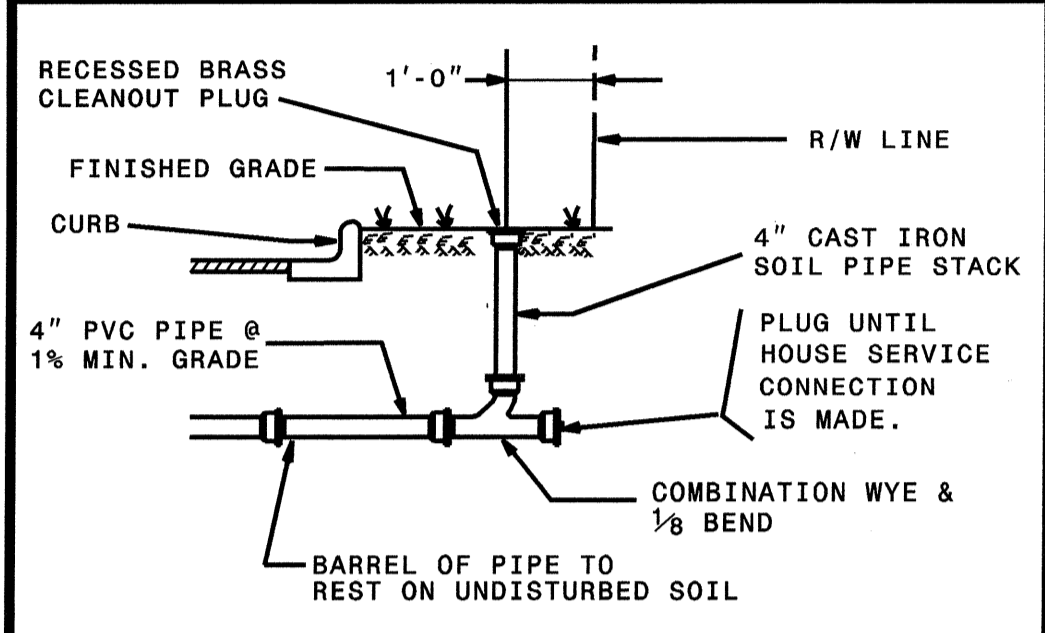 RECESSED BRASS
CLEANOUT PLUG
1'-0"
R/W LINE
FINISHED GRADE
CURB
4" CAST IRON
SOIL PIPE STACK
4" PVC PIPE @
1% MIN. GRADE
PLUG UNTIL
HOUSE SERVICE
CONNECTION
IS MADE.
COMBINATION WYE &
1/8 BEND
BARREL OF PIPE TO
REST ON UNDISTURBED SOIL